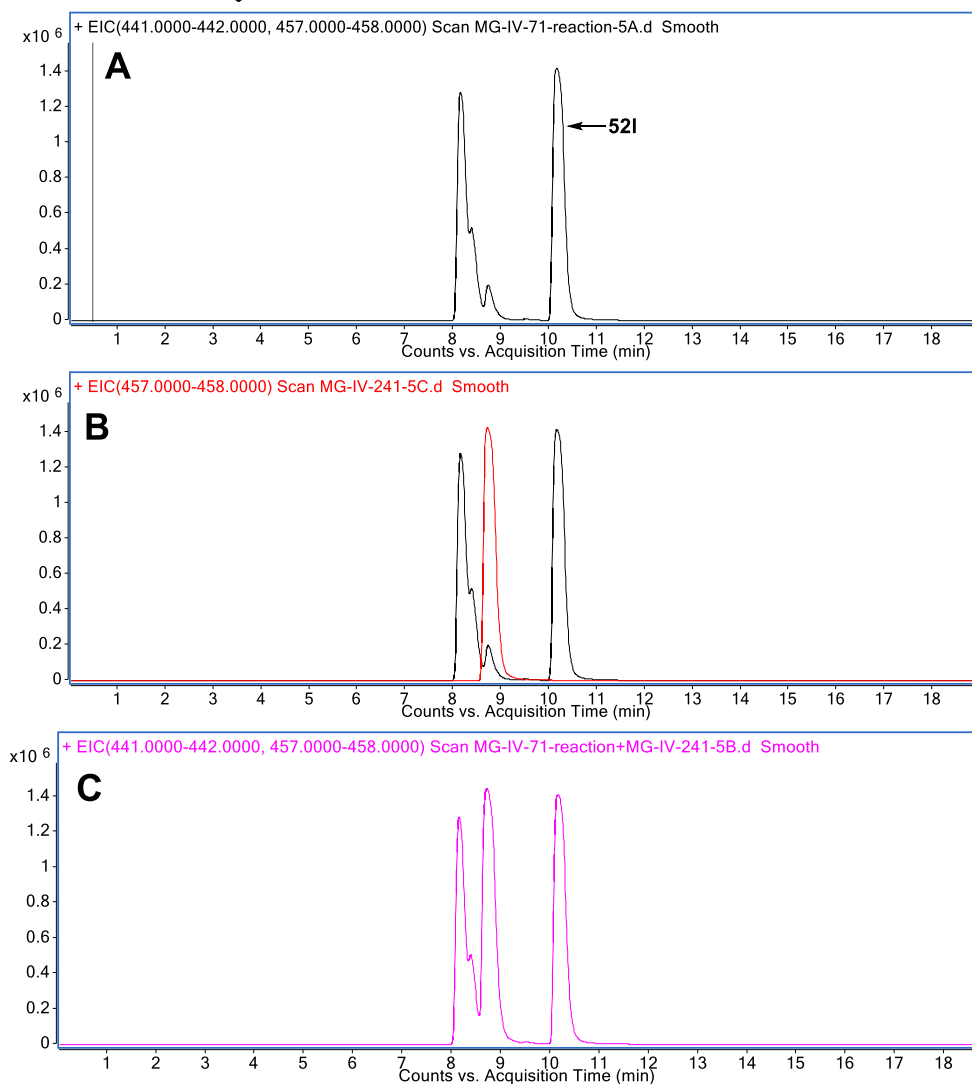 + EIC(441.0000-442.0000, 457.0000-458.0000) Scan MG-IV-71-reaction-5A.d Smooth
x10 6
A
1.4
1.2
52I
1
0.8
0.6
0.4
0.2
0
1 2 3 4 5 6 7 8 9 10 11 12 13 14 15 16 17 18
Counts vs. Acquisition Time (min)
+ EIC(457.0000-458.0000) Scan MG-IV-241-5C.d Smooth
x10 6
B
1.4
1.2
1
0.8
0.6
0.4
0.2
0
1 2 3 4 5 6 7 8 9 10 11 12 13 14 15 16 17 18
Counts vs. Acquisition Time (min)
+ EIC(441.0000-442.0000, 457.0000-458.0000) Scan MG-IV-71-reaction+MG-IV-241-5B.d Smooth
x10 6
C
1.4
1.2
1
0.8
0.6
0.4
0.2
0
1 2 3 4 5 6 7 8 9 10 11 12 13 14 15 16 17 18
Counts vs. Acquisition Time (min)